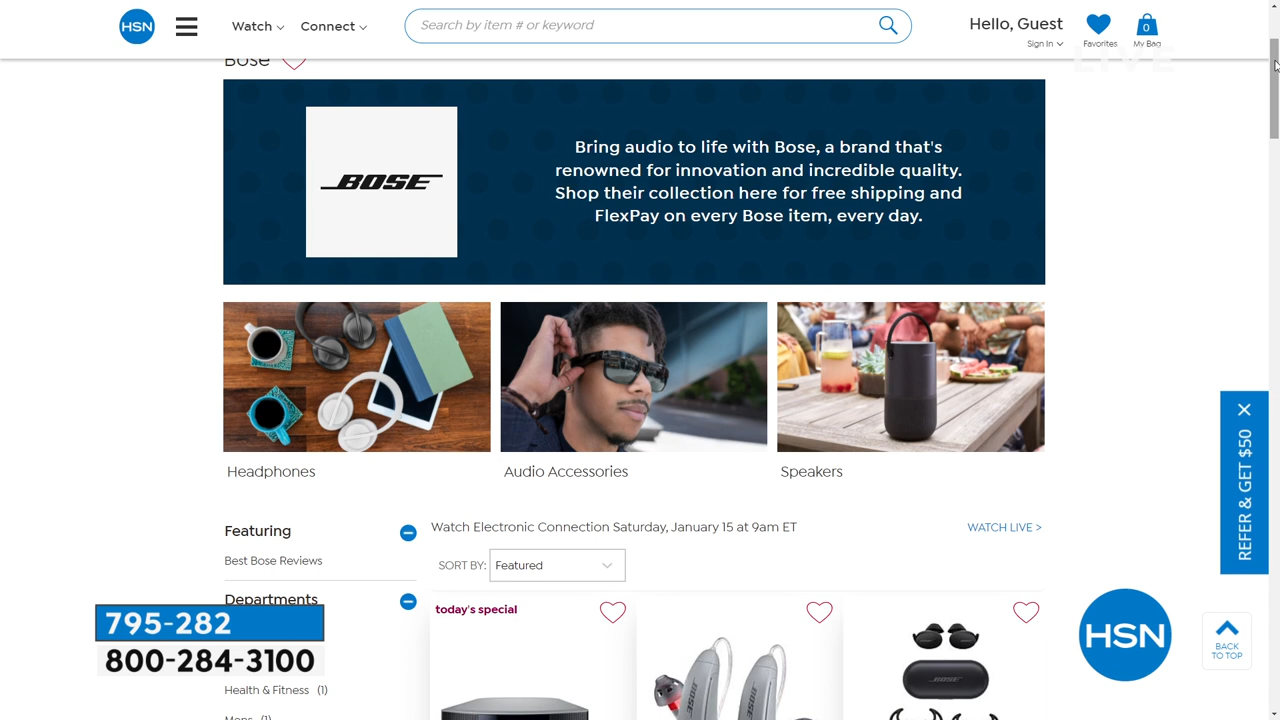 HSN
Watch
Connect
Search by item # or keyword
Hello, Guest
Sign In
Favorites
0
My Bag
LIVE
Bose
BOSE
Bring audio to life with Bose, a brand that's
renowned for innovation and incredible quality.
Shop their collection here for free shipping and
FlexPay on every Bose item, every day.
Headphones
Audio Accessories
Speakers
REFER & GET $50
Featuring
Best Bose Reviews
Watch Electronic Connection Saturday, January 15 at 9am ET
WATCH LIVE >
SORT BY: Featured
Departments
795-282
800-284-3100
Health & Fitness (1)
Mens (1)
today's special
BOSE
HSN
BACK
TO TOP